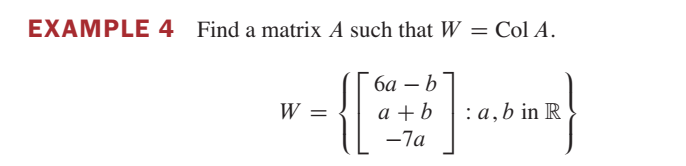 EXAMPLE 4 Find a matrix A such that W = Col A.
W = { [ 6a − b
a + b
−7a ] : a, b in ℝ }